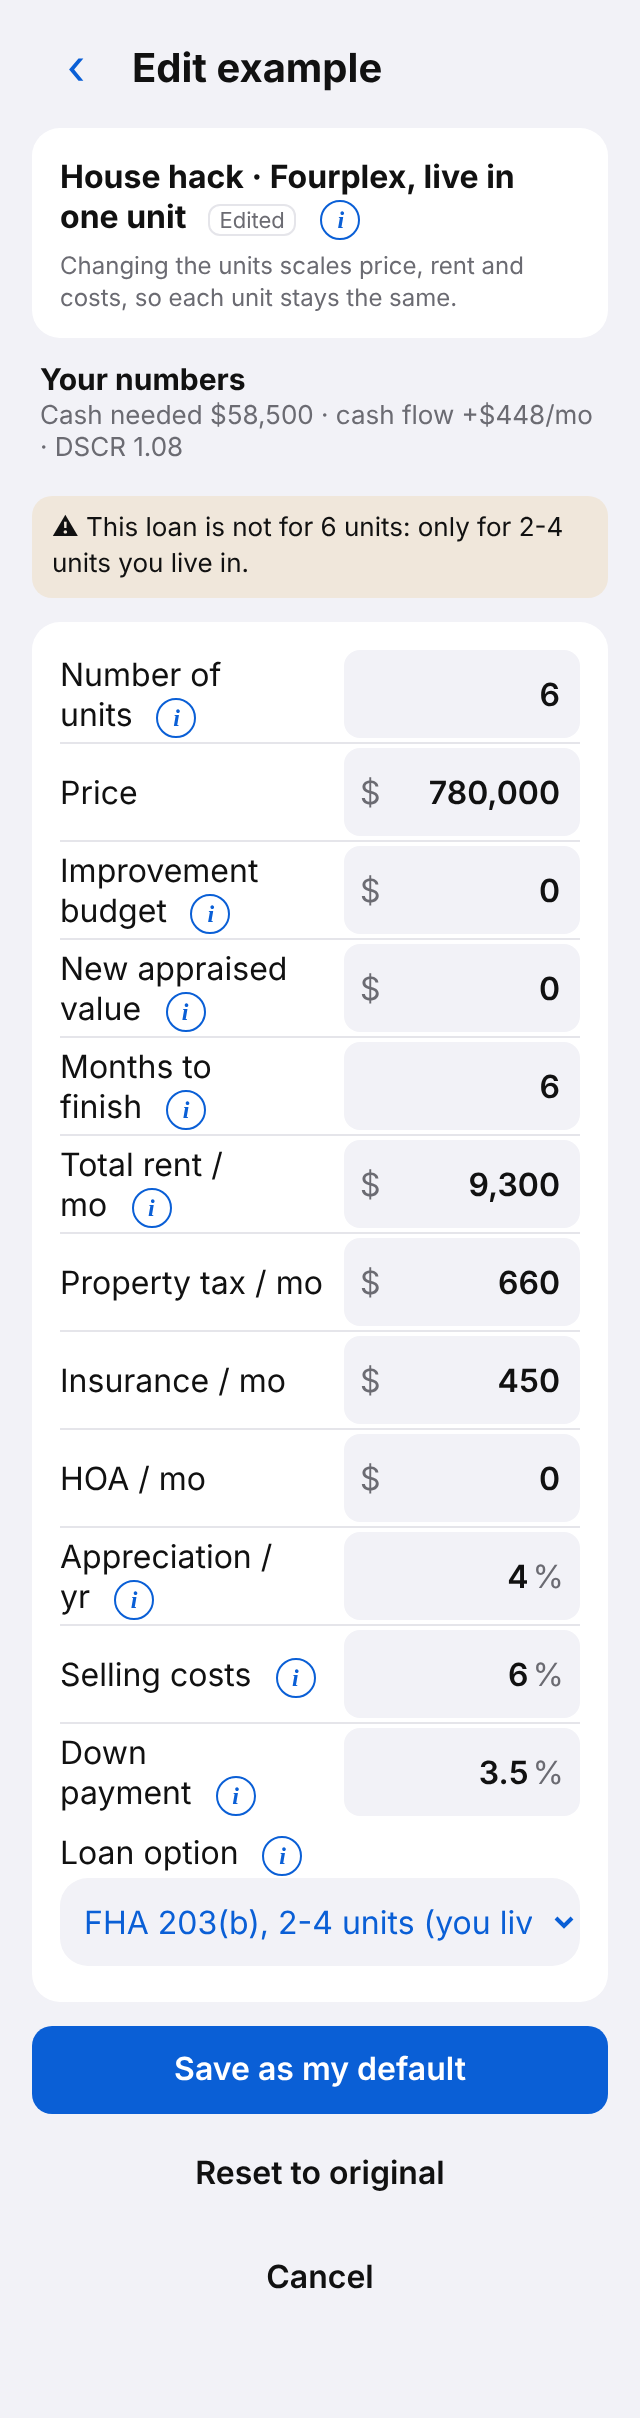 ‹ Edit example
House hack · Fourplex, live in
one unit Edited i
Changing the units scales price, rent and
costs, so each unit stays the same.
Your numbers
Cash needed $58,500 · cash flow +$448/mo
· DSCR 1.08
⚠ This loan is not for 6 units: only for 2-4
units you live in.
Number of
units i
6
Price
$ 780,000
Improvement
budget i
$ 0
New appraised
value i
$ 0
Months to
finish i
6
Total rent /
mo i
$ 9,300
Property tax / mo
$ 660
Insurance / mo
$ 450
HOA / mo
$ 0
Appreciation /
yr i
4 %
Selling costs i
6 %
Down
payment i
3.5 %
Loan option i
FHA 203(b), 2-4 units (you liv
Save as my default
Reset to original
Cancel